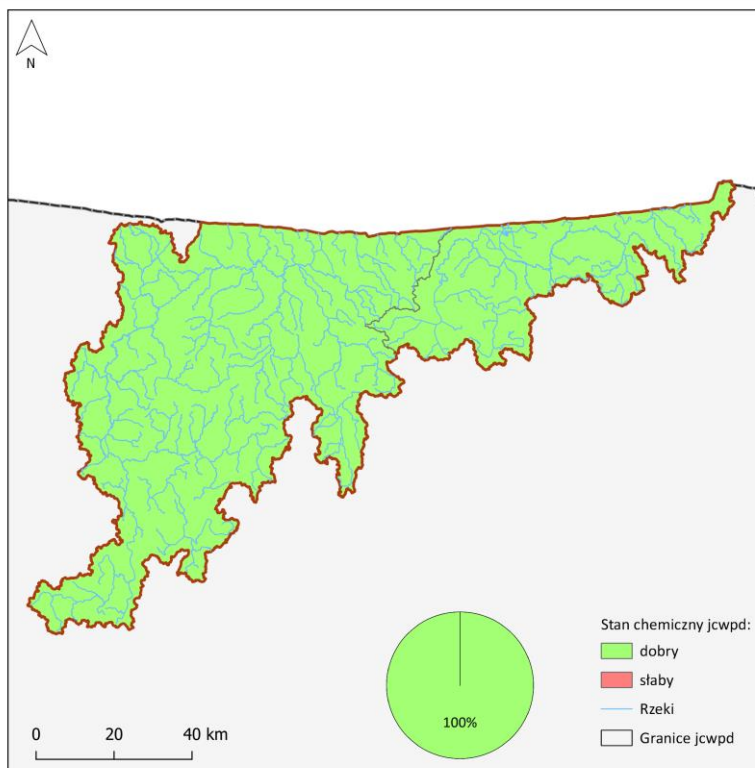 N
Stan chemiczny jcwpd:
dobry
słaby
Rzeki
Granice jcwpd
100%
0 20 40 km